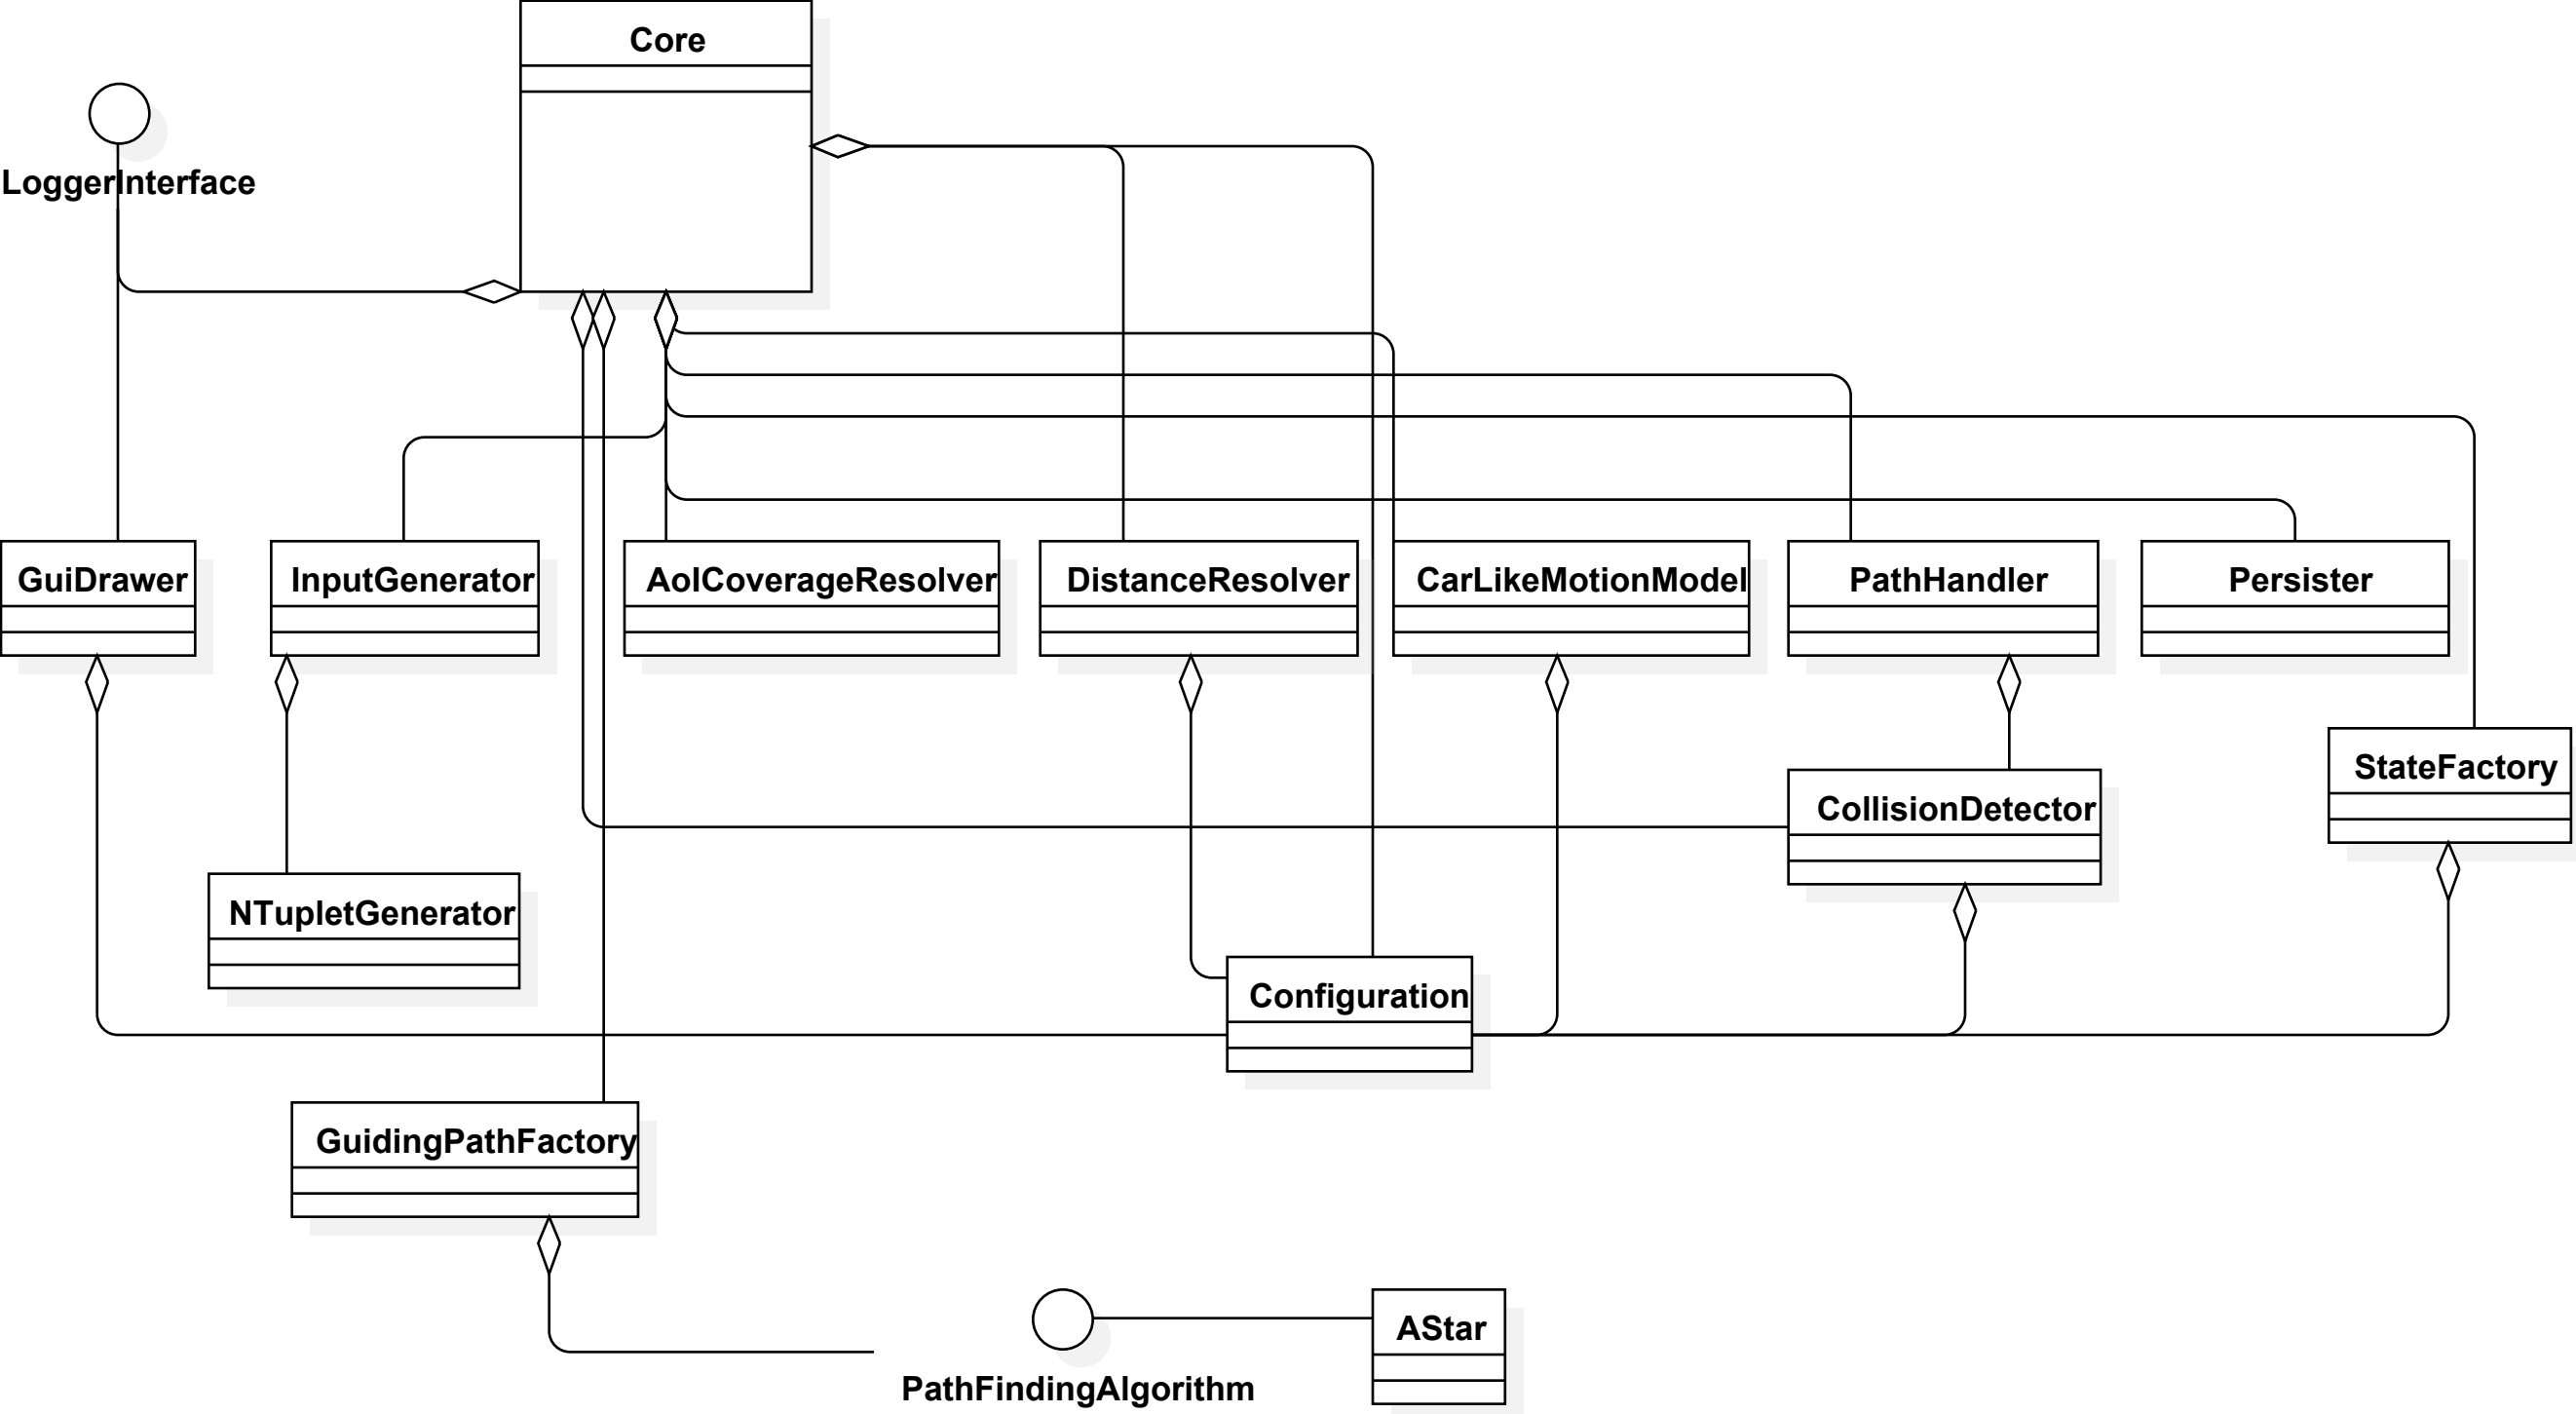 Core
LoggerInterface
GuiDrawer
InputGenerator
AoICoverageResolver
DistanceResolver
CarLikeMotionModel
PathHandler
Persister
StateFactory
CollisionDetector
NTupletGenerator
Configuration
GuidingPathFactory
AStar
PathFindingAlgorithm